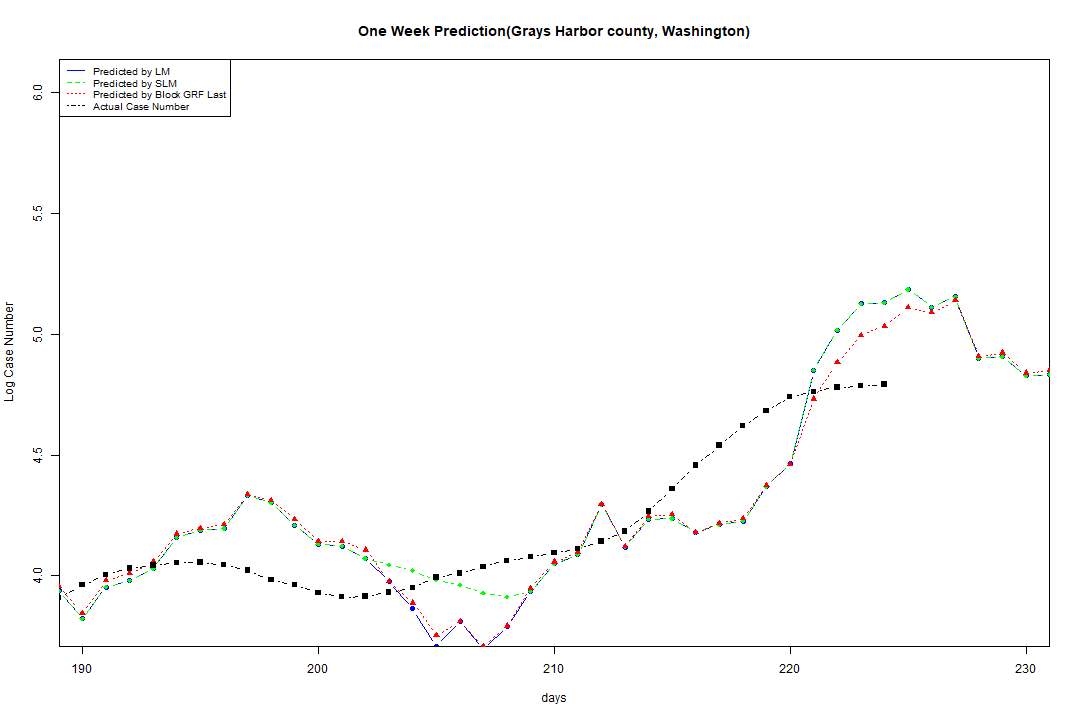 One Week Prediction(Grays Harbor county, Washington)
Predicted by LM
Predicted by SLM
Predicted by Block GRF Last
Actual Case Number
6.0
5.5
5.0
4.5
4.0
Log Case Number
190
200
210
220
230
days